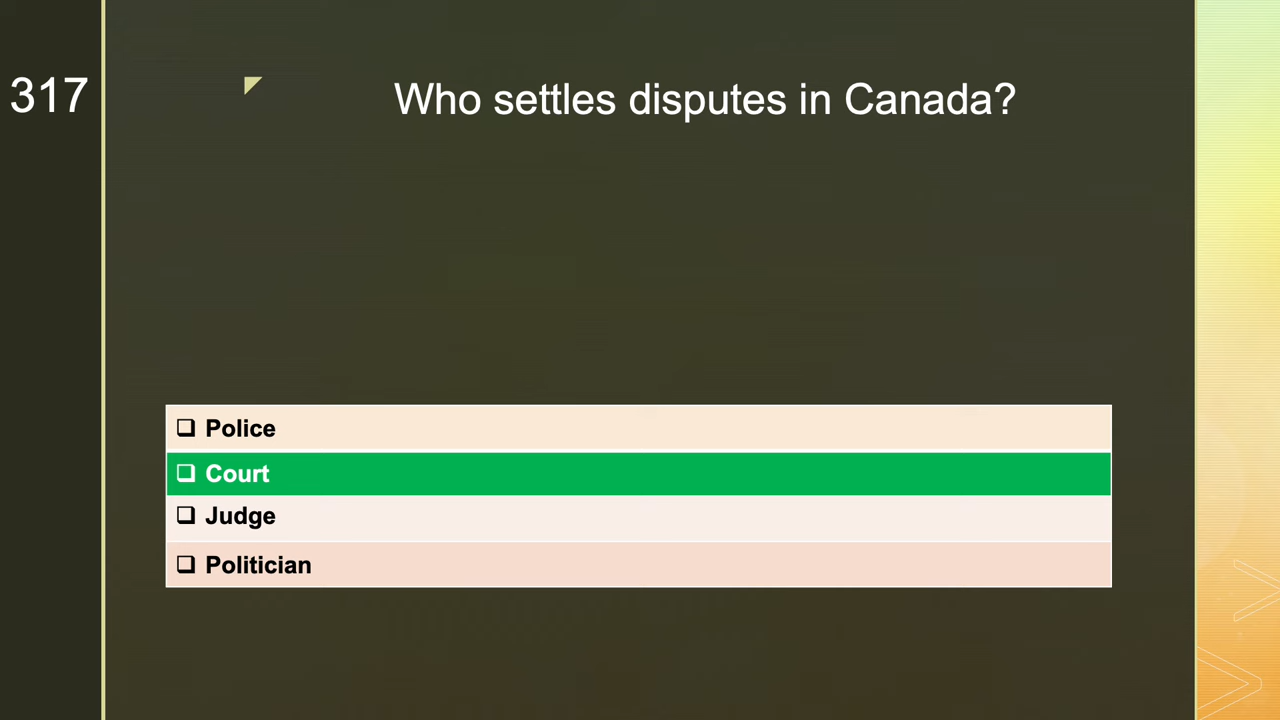 317
Who settles disputes in Canada?
❑ Police
❑ Court
❑ Judge
❑ Politician